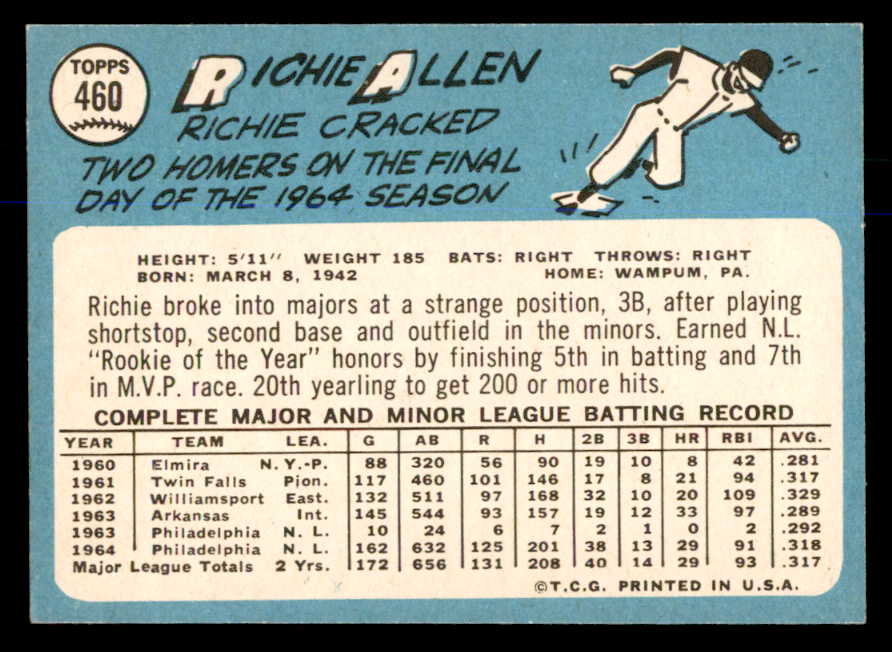 TOPPS
460
RICHIE ALLEN
RICHIE CRACKED
TWO HOMERS ON THE FINAL
DAY OF THE 1964 SEASON
HEIGHT: 5'11" WEIGHT 185 BATS: RIGHT THROWS: RIGHT
BORN: MARCH 8, 1942 HOME: WAMPUM, PA.
Richie broke into majors at a strange position, 3B, after playing
shortstop, second base and outfield in the minors. Earned N.L.
"Rookie of the Year" honors by finishing 5th in batting and 7th
in M.V.P. race. 20th yearling to get 200 or more hits.
COMPLETE MAJOR AND MINOR LEAGUE BATTING RECORD
YEAR TEAM LEA. G AB R H 2B 3B HR RBI AVG.
1960 Elmira N.Y.-P. 88 320 56 90 19 10 8 42 .281
1961 Twin Falls Pion. 117 460 101 146 17 8 21 94 .317
1962 Williamsport East. 132 511 97 168 32 10 20 109 .329
1963 Arkansas Int. 145 544 93 157 19 12 33 97 .289
1963 Philadelphia N. L. 10 24 6 7 2 1 0 2 .292
1964 Philadelphia N. L. 162 632 125 201 38 13 29 91 .318
Major League Totals 2 Yrs. 172 656 131 208 40 14 29 93 .317
©T.C.G. PRINTED IN U.S.A.